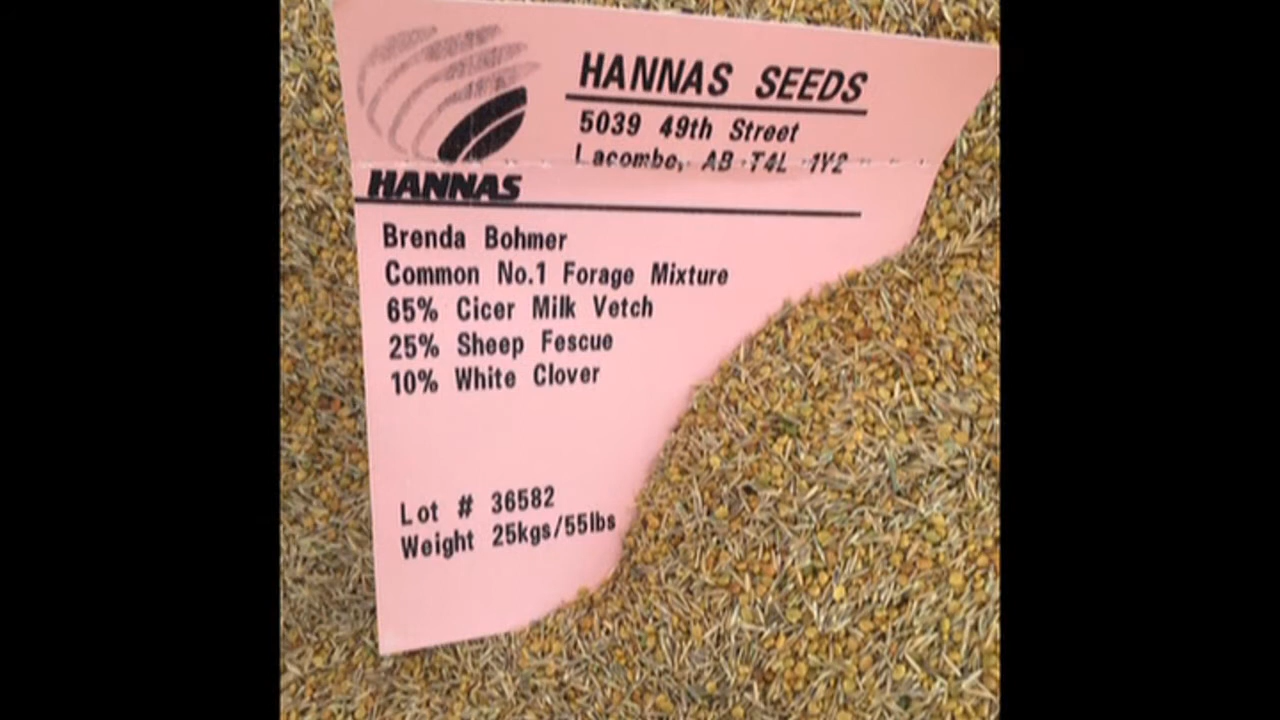 HANNAS SEEDS
5039 49th Street
Lacombe, AB T4L 1Y2
HANNAS
Brenda Bohmer
Common No.1 Forage Mixture
65% Cicer Milk Vetch
25% Sheep Fescue
10% White Clover
Lot # 36582
Weight 25kgs/55lbs